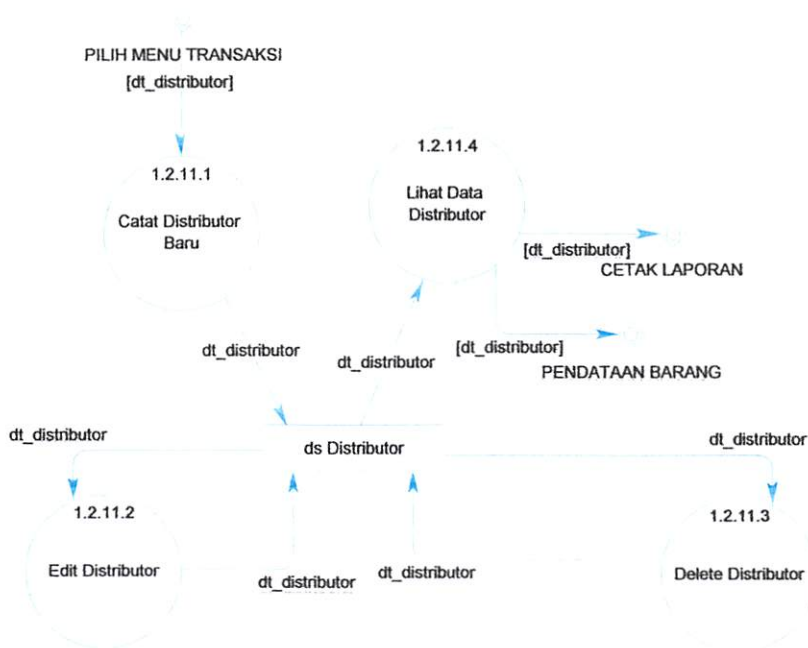 PILIH MENU TRANSAKSI
[dt_distributor]
1.2.11.1
Catat Distributor
Baru
1.2.11.4
Lihat Data
Distributor
[dt_distributor]
CETAK LAPORAN
dt_distributor
dt_distributor
[dt_distributor]
PENDATAAN BARANG
dt_distributor
ds Distributor
dt_distributor
1.2.11.2
Edit Distributor
dt_distributor
dt_distributor
1.2.11.3
Delete Distributor